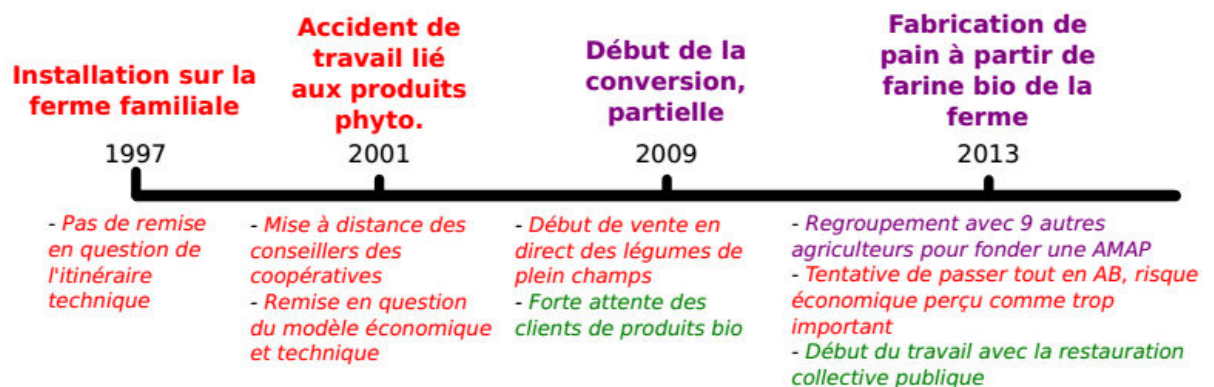 Installation sur la
ferme familiale
1997
- Pas de remise
en question de
l'itinéraire
technique
Accident de
travail lié
aux produits
phyto.
2001
- Mise à distance des
conseillers des
coopératives
- Remise en question
du modèle économique
et technique
Début de la
conversion,
partielle
2009
- Début de vente en
direct des légumes de
plein champs
- Forte attente des
clients de produits bio
Fabrication de
pain à partir de
farine bio de la
ferme
2013
- Regroupement avec 9 autres
agriculteurs pour fonder une AMAP
- Tentative de passer tout en AB, risque
économique perçu comme trop
important
- Début du travail avec la restauration
collective publique